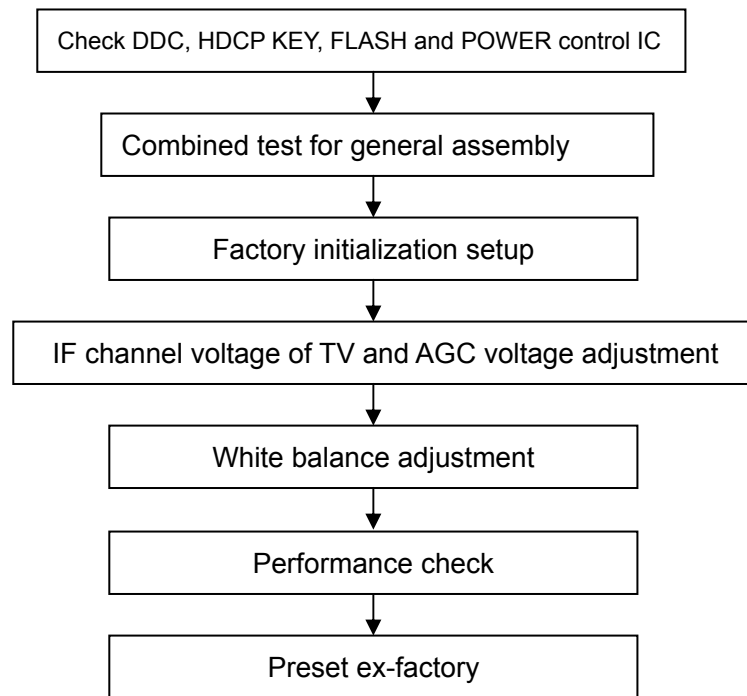 Check DDC, HDCP KEY, FLASH and POWER control IC
Combined test for general assembly
Factory initialization setup
IF channel voltage of TV and AGC voltage adjustment
White balance adjustment
Performance check
Preset ex-factory